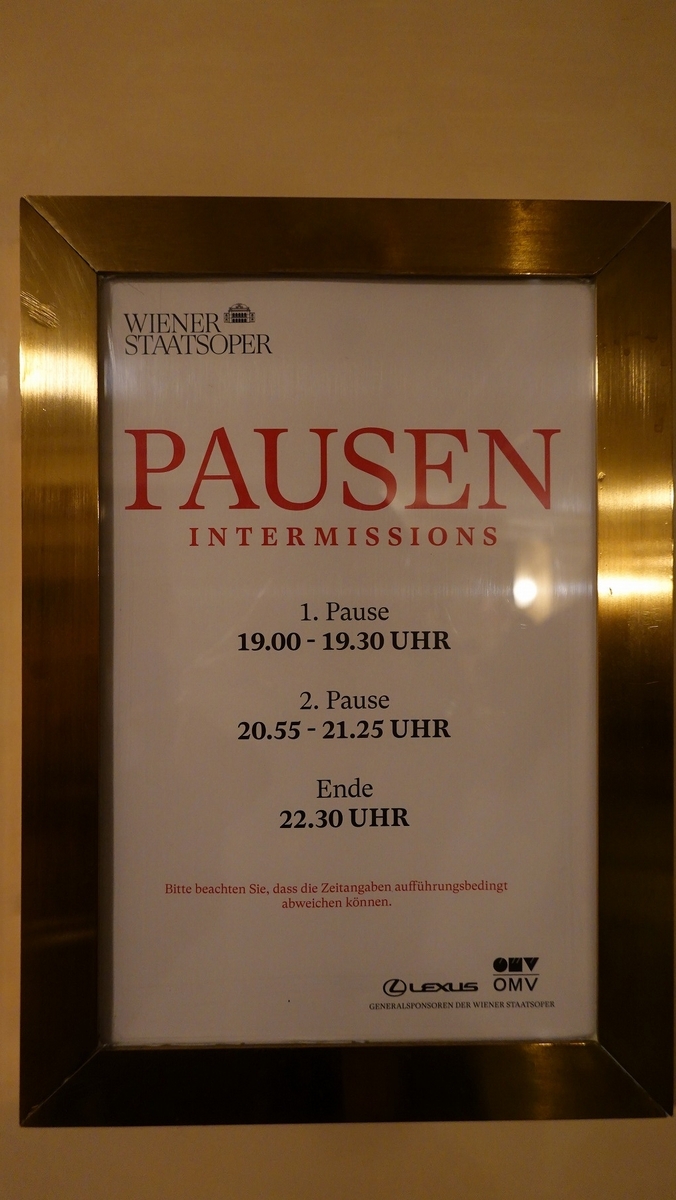 WIENER
STAATSOPER
PAUSEN
INTERMISSIONS
1. Pause
19.00 - 19.30 UHR
2. Pause
20.55 - 21.25 UHR
Ende
22.30 UHR
Bitte beachten Sie, dass die Zeitangaben aufführungsbedingt
abweichen können.
OMV
LEXUS OMV
GENERALSPONSOREN DER WIENER STAATSOPER